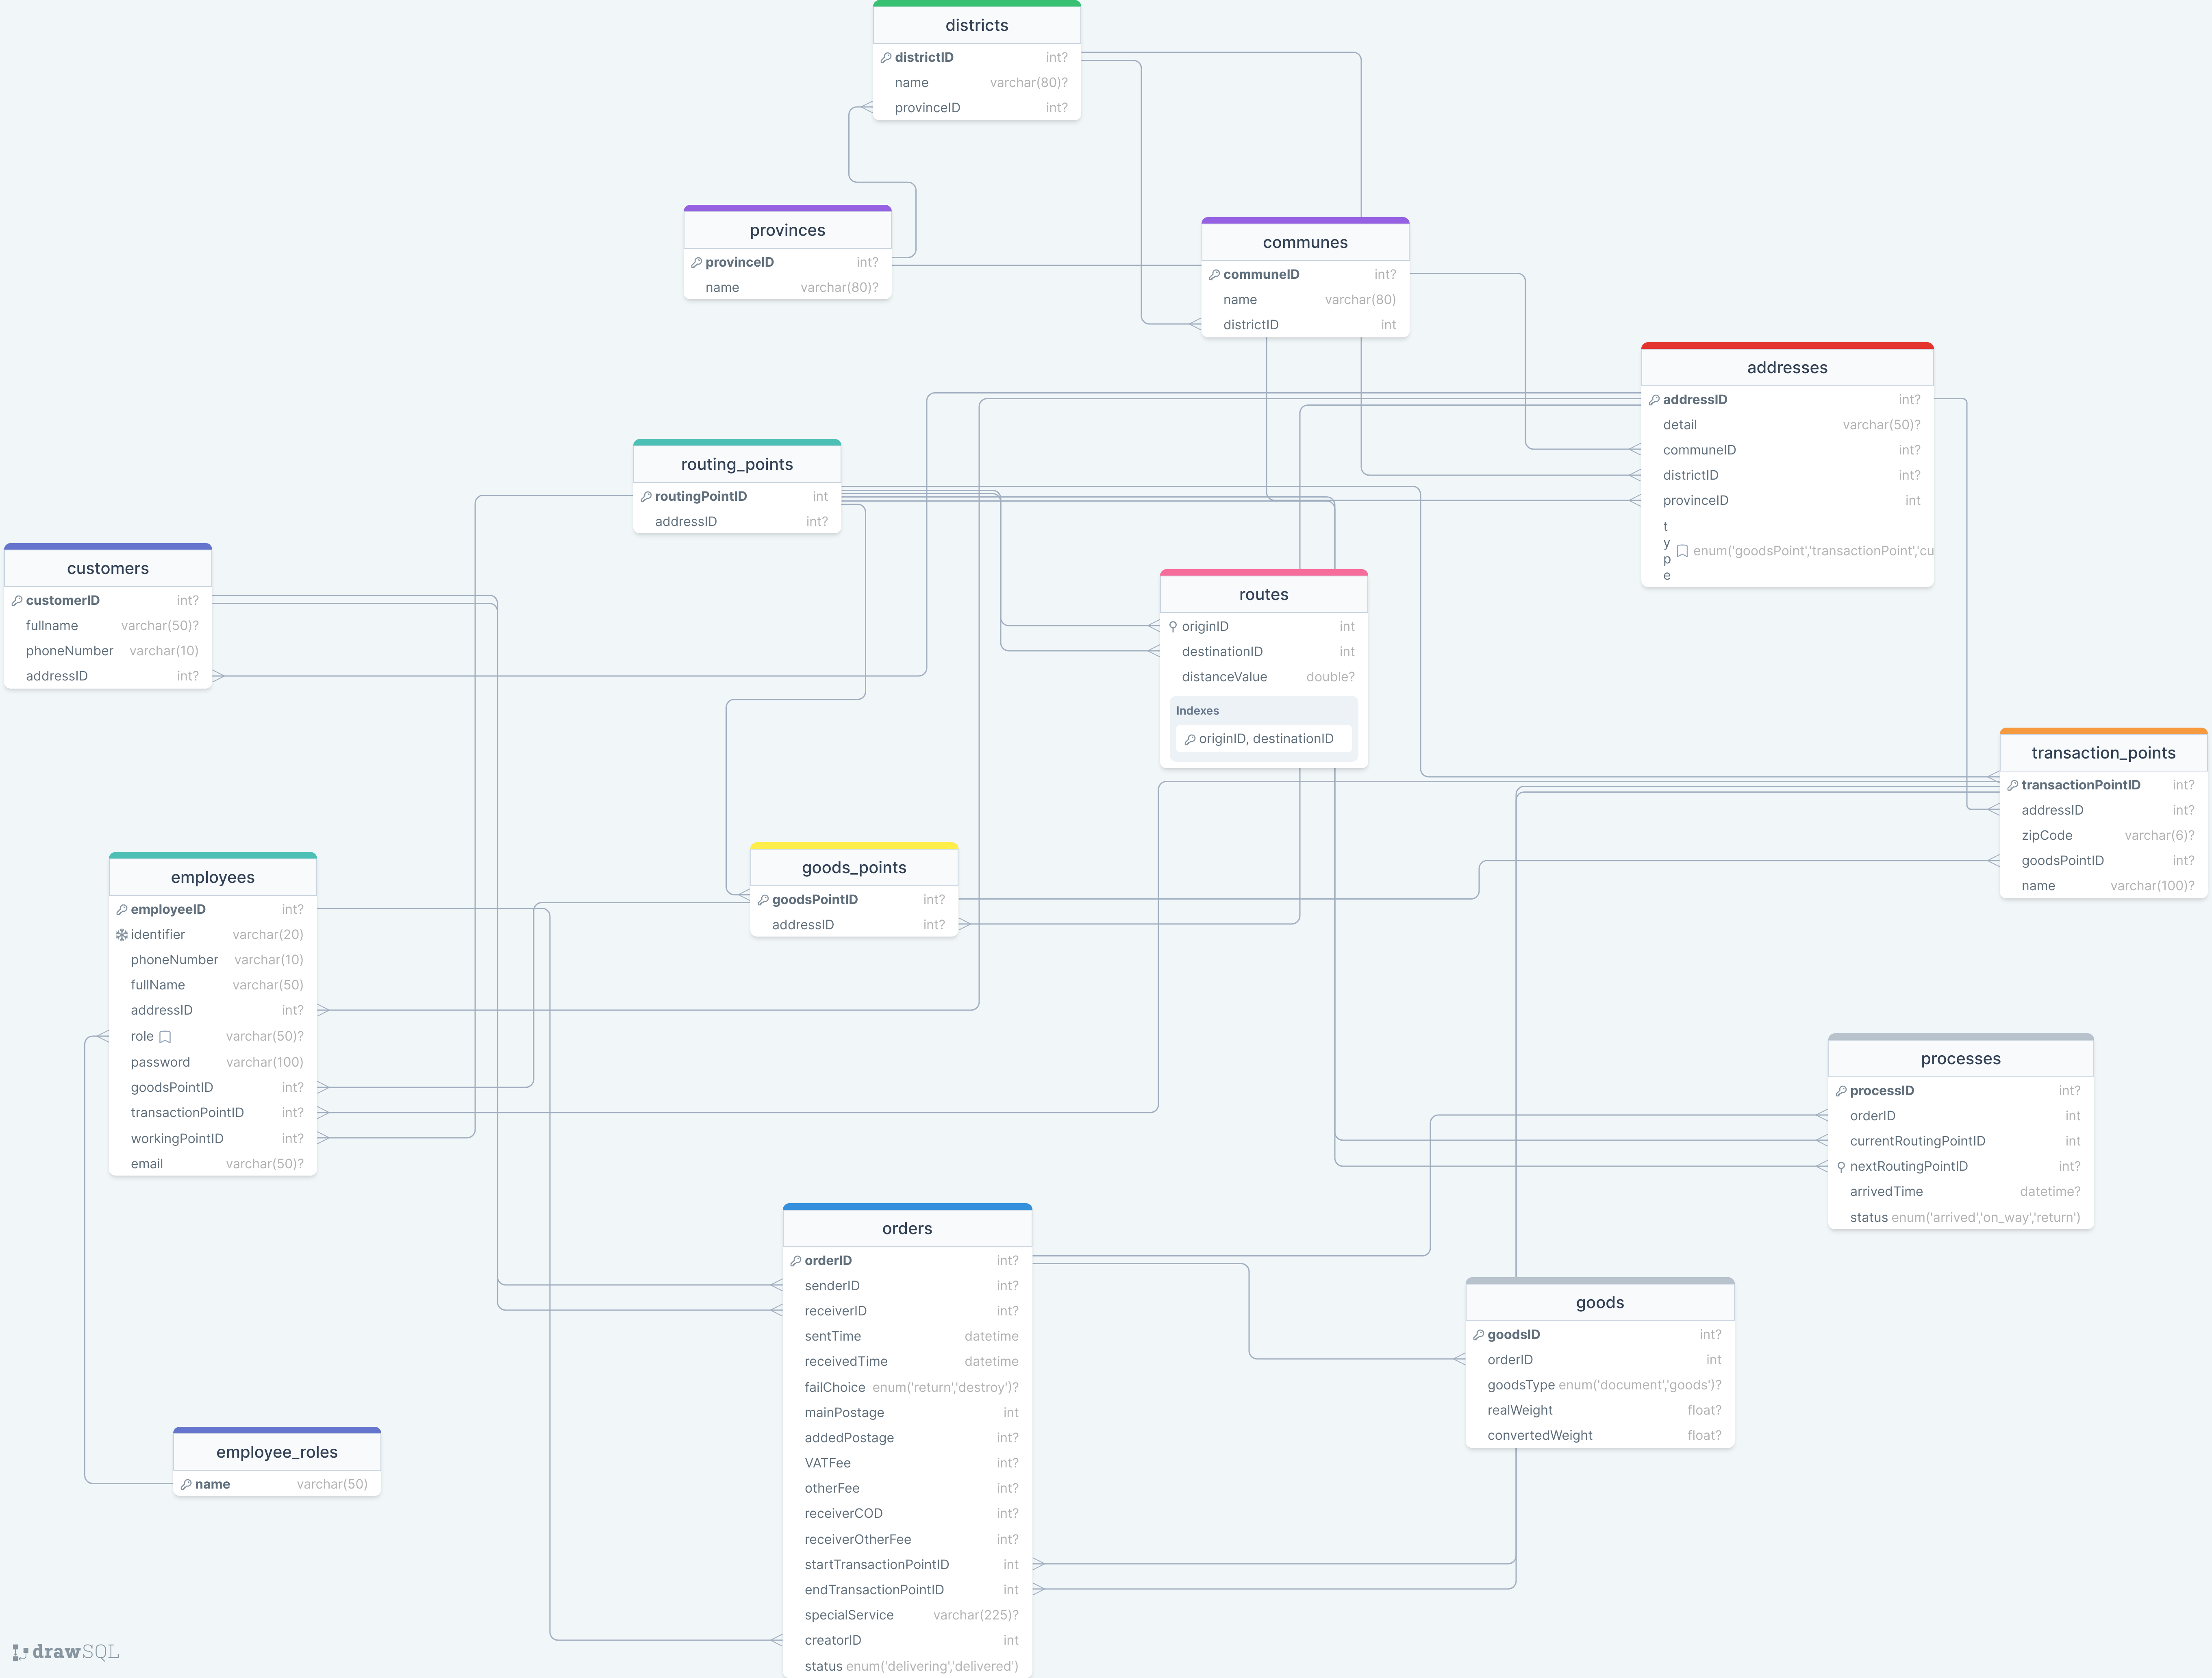 districts
districtID int?
name varchar(80)?
provinceID int?
provinces
provinceID int?
name varchar(80)?
communes
communeID int?
name varchar(80)
districtID int
addresses
addressID int?
detail varchar(50)?
communeID int?
districtID int?
provinceID int
type enum('goodsPoint','transactionPoint','cu
routing_points
routingPointID int
addressID int?
customers
customerID int?
fullname varchar(50)?
phoneNumber varchar(10)
addressID int?
routes
originID int
destinationID int
distanceValue double?
Indexes
originID, destinationID
transaction_points
transactionPointID int?
addressID int?
zipCode varchar(6)?
goodsPointID int?
name varchar(100)?
goods_points
goodsPointID int?
addressID int?
employees
employeeID int?
identifier varchar(20)
phoneNumber varchar(10)
fullName varchar(50)
addressID int?
role varchar(50)?
password varchar(100)
goodsPointID int?
transactionPointID int?
workingPointID int?
email varchar(50)?
processes
processID int?
orderID int
currentRoutingPointID int
nextRoutingPointID int?
arrivedTime datetime?
status enum('arrived','on_way','return')
orders
orderID int?
senderID int?
receiverID int?
sentTime datetime
receivedTime datetime
failChoice enum('return','destroy')?
mainPostage int
addedPostage int?
VATFee int?
otherFee int?
receiverCOD int?
receiverOtherFee int?
startTransactionPointID int
endTransactionPointID int
specialService varchar(225)?
creatorID int
status enum('delivering','delivered')
goods
goodsID int?
orderID int
goodsType enum('document','goods')?
realWeight float?
convertedWeight float?
employee_roles
name varchar(50)
drawSQL